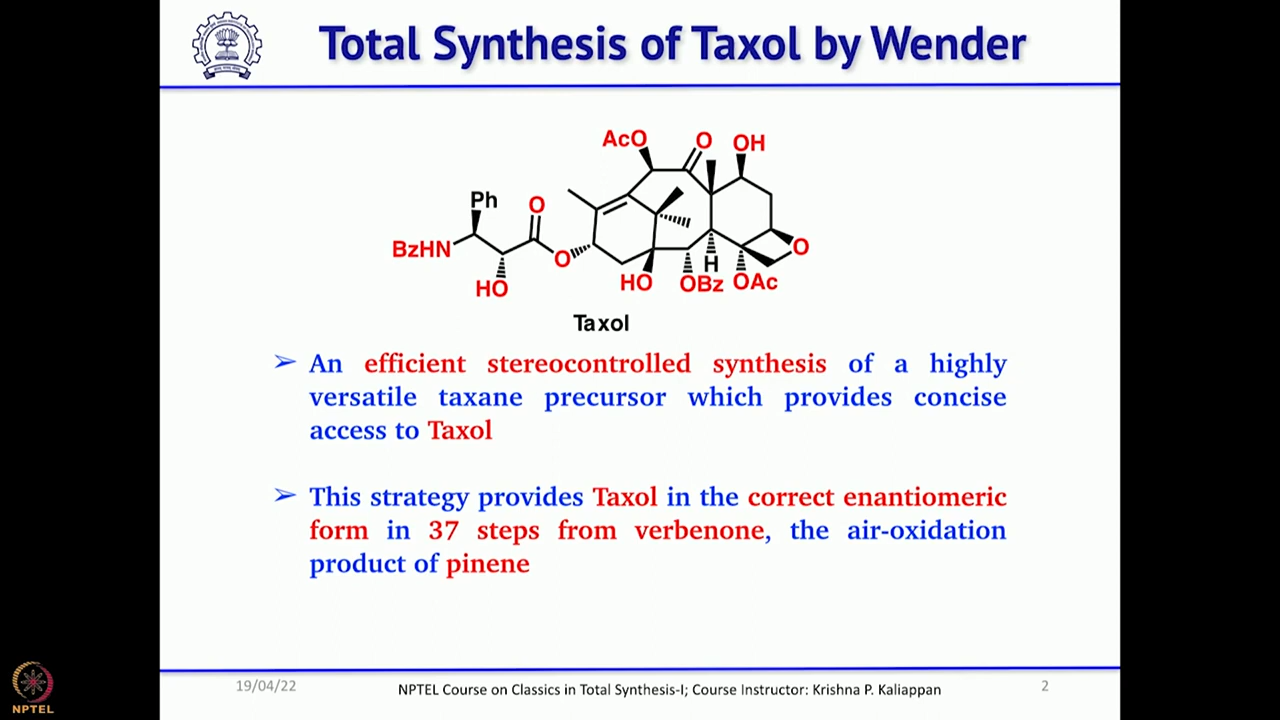 Total Synthesis of Taxol by Wender
AcO
O
OH
Ph
O
BzHN
O
O
HO
HO
OBz
H
OAc
Taxol
➢ An efficient stereocontrolled synthesis of a highly
versatile taxane precursor which provides concise
access to Taxol
➢ This strategy provides Taxol in the correct enantiomeric
form in 37 steps from verbenone, the air-oxidation
product of pinene
19/04/22
NPTEL Course on Classics in Total Synthesis-I; Course Instructor: Krishna P. Kaliappan
2
NPTEL